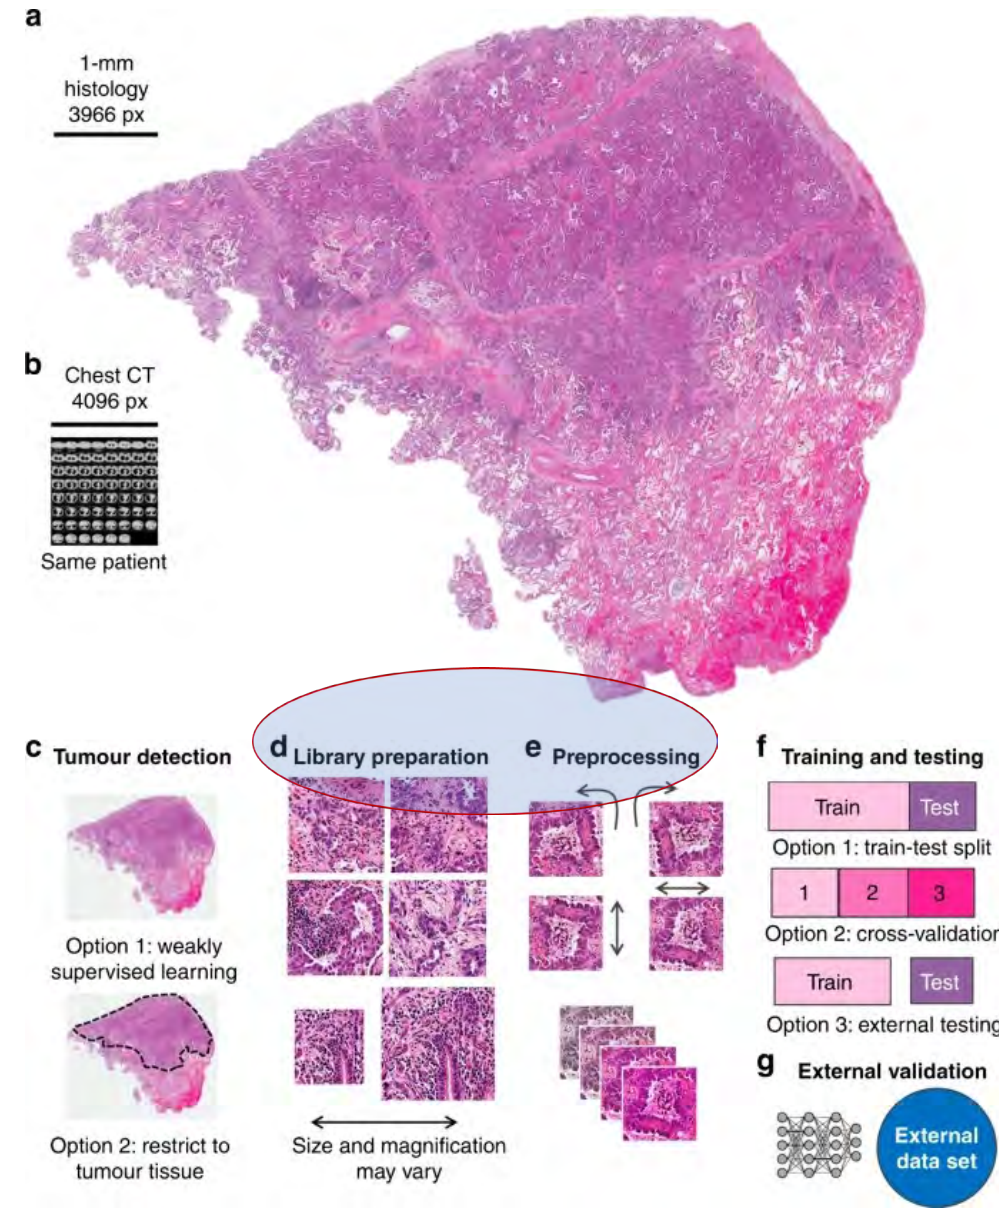 a
1-mm
histology
3966 px
b
Chest CT
4096 px
Same patient
c Tumour detection
Option 1: weakly
supervised learning
Option 2: restrict to
tumour tissue
d Library preparation
Size and magnification
may vary
e Preprocessing
f Training and testing
Train Test
Option 1: train-test split
1 2 3
Option 2: cross-validation
Train Test
Option 3: external testing
g External validation
External
data set